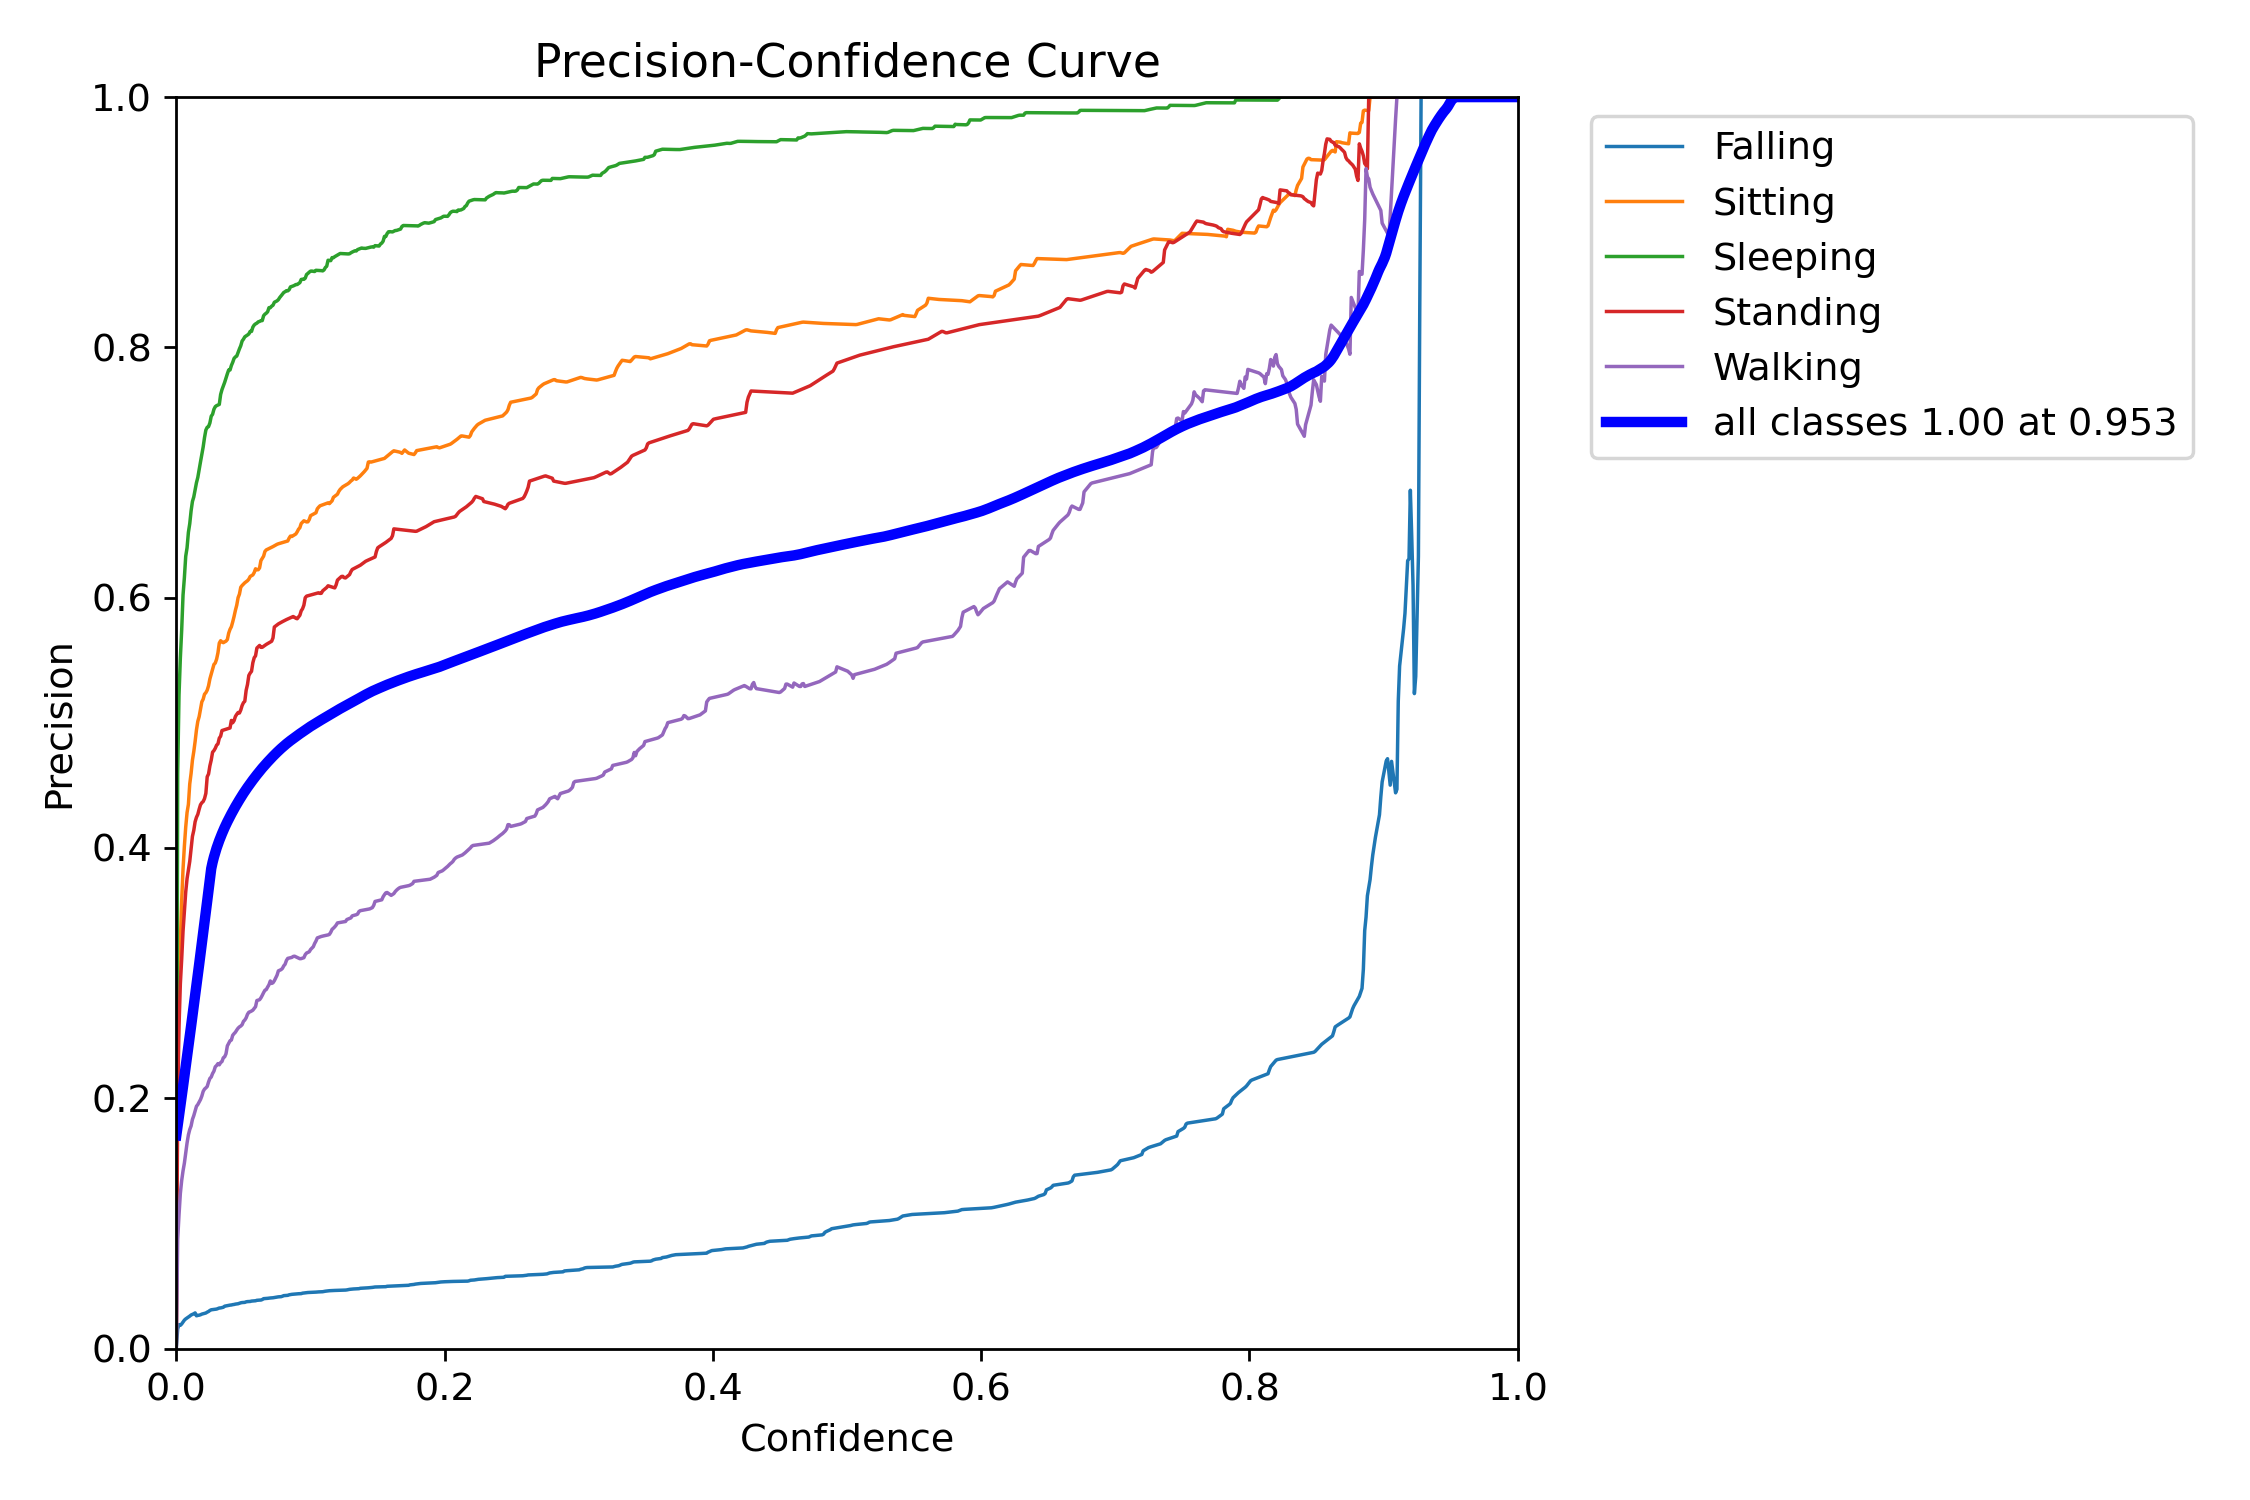 Precision-Confidence Curve
1.0
0.8
0.6
0.4
0.2
0.0
Precision
0.0 0.2 0.4 0.6 0.8 1.0
Confidence
Falling
Sitting
Sleeping
Standing
Walking
all classes 1.00 at 0.953